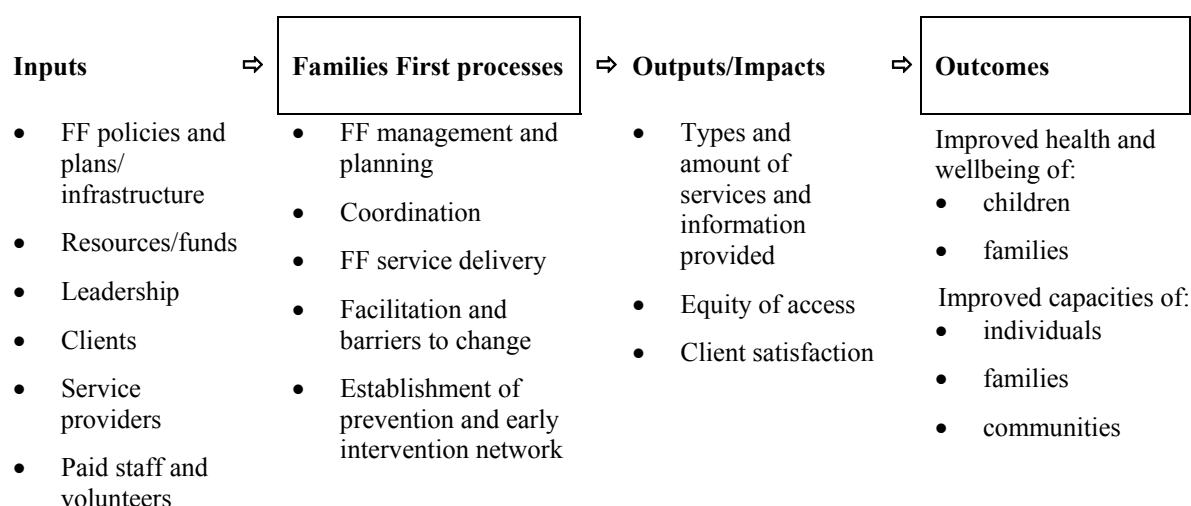 Inputs ⇨ Families First processes ⇨ Outputs/Impacts ⇨ Outcomes
• FF policies and
plans/
infrastructure
• Resources/funds
• Leadership
• Clients
• Service
providers
• Paid staff and
volunteers
• FF management and
planning
• Coordination
• FF service delivery
• Facilitation and
barriers to change
• Establishment of
prevention and early
intervention network
• Types and
amount of
services and
information
provided
• Equity of access
• Client satisfaction
Improved health and
wellbeing of:
• children
• families
Improved capacities of:
• individuals
• families
• communities